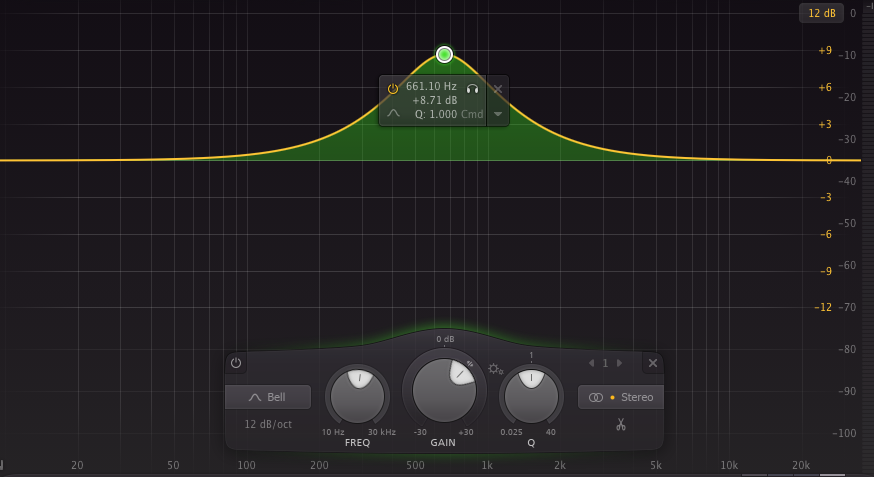 12 dB
0
+9
-10
+6
-20
+3
-30
0
-40
-3
-50
-6
-60
-9
-70
-12
-80
-90
-100
661.10 Hz
+8.71 dB
Q: 1.000 Cmd
0 dB
1
1
Bell
Stereo
12 dB/oct
10 Hz 30 kHz
FREQ
-30 +30
GAIN
0.025 40
Q
20 50 100 200 500 1k 2k 5k 10k 20k